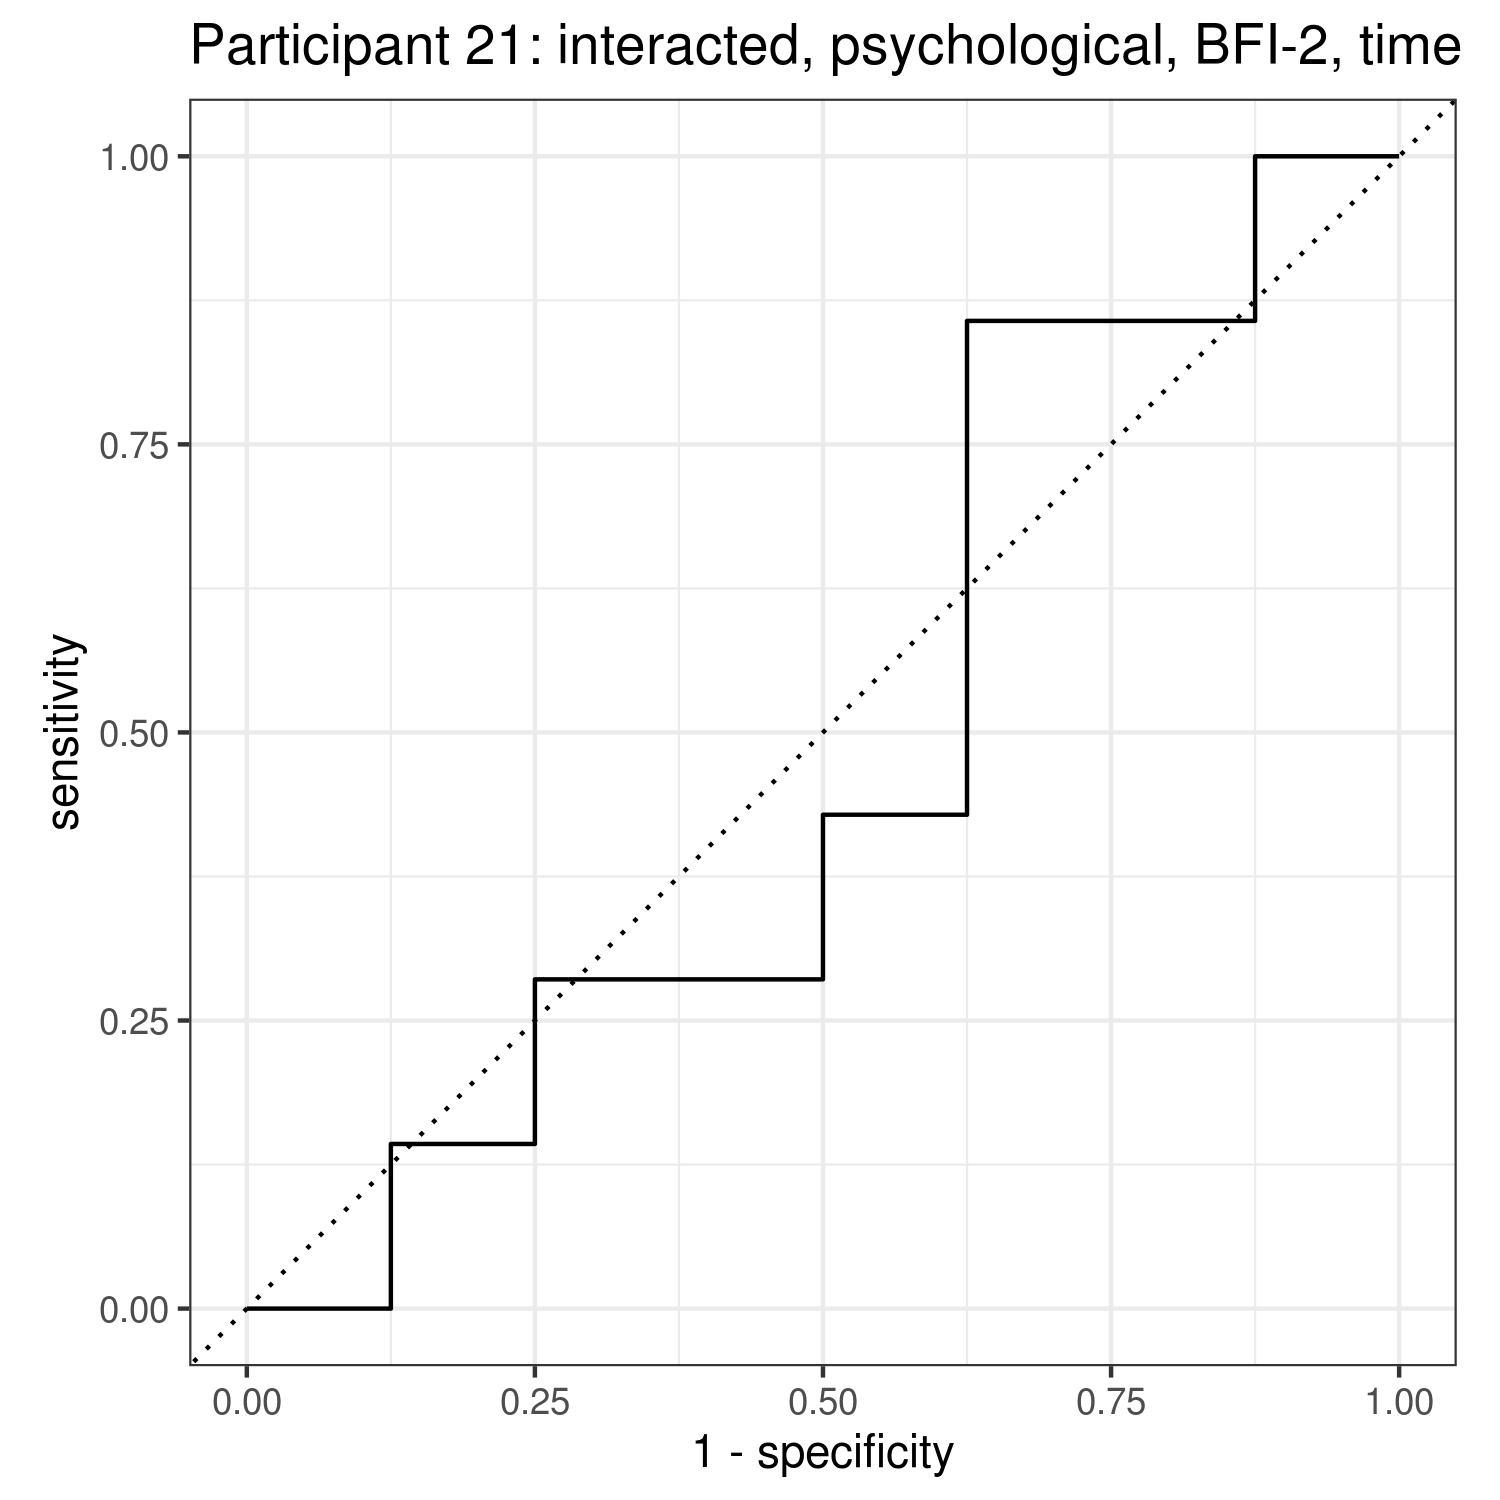 Participant 21: interacted, psychological, BFI-2, time
1.00
0.75
0.50
0.25
0.00
sensitivity
0.00 0.25 0.50 0.75 1.00
1 - specificity